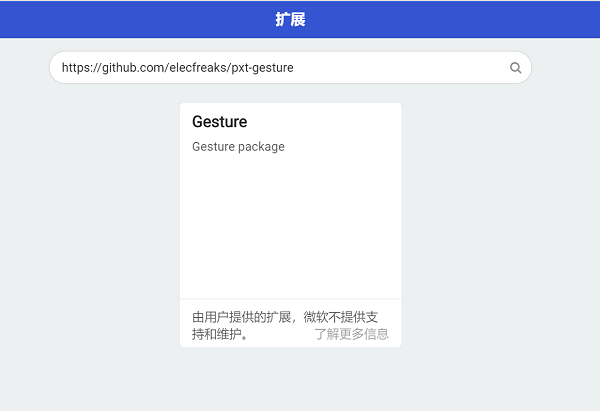 扩展
https://github.com/elecfreaks/pxt-gesture
Gesture
Gesture package
由用户提供的扩展，微软不提供支
持和维护。 了解更多信息